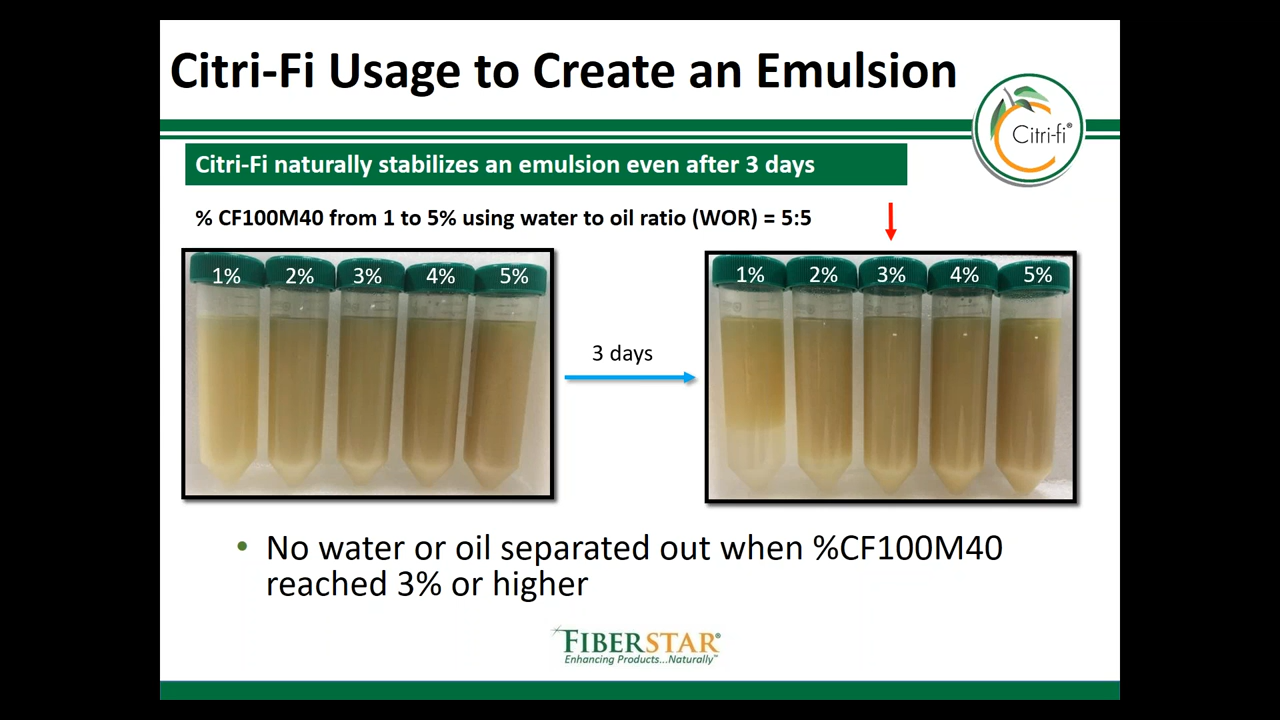 Citri-Fi Usage to Create an Emulsion
Citri-fi®
Citri-Fi naturally stabilizes an emulsion even after 3 days
% CF100M40 from 1 to 5% using water to oil ratio (WOR) = 5:5
1% 2% 3% 4% 5%
3 days
1% 2% 3% 4% 5%
• No water or oil separated out when %CF100M40
reached 3% or higher
FIBERSTAR®
Enhancing Products...Naturally™